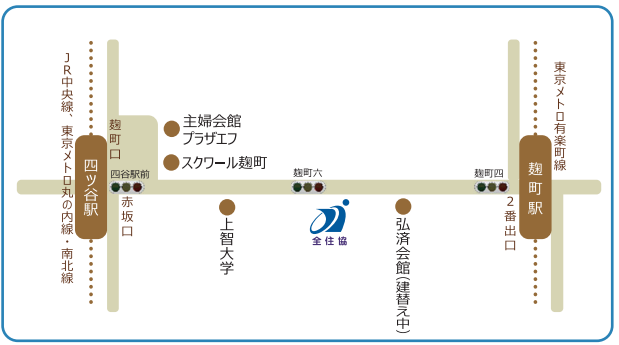 JR中央線、東京メトロ丸の内線・南北線
四ツ谷駅
麹町口
四谷駅前
赤坂口
主婦会館
プラザエフ
スクワール麹町
上智大学
麹町六
全住協
弘済会館(建替え中)
麹町四
2番出口
麹町駅
東京メトロ有楽町線